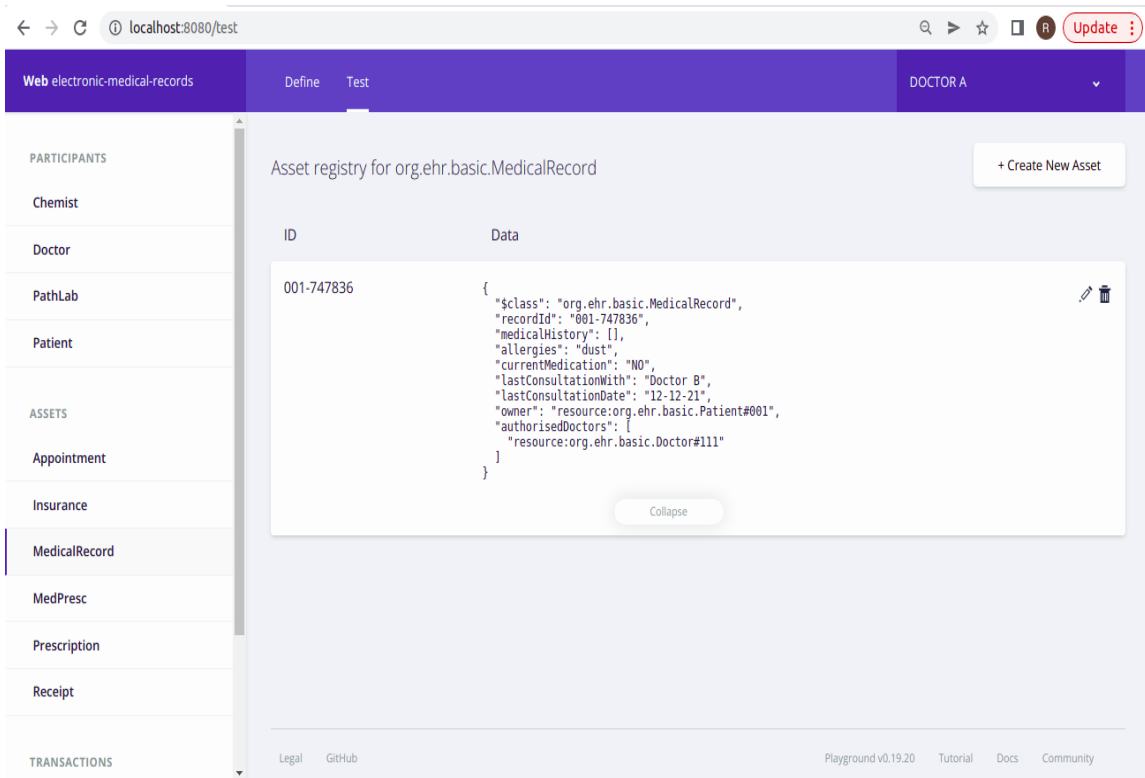 localhost:8080/test
R
Update
Web electronic-medical-records
Define
Test
DOCTOR A
PARTICIPANTS
Chemist
Doctor
PathLab
Patient
ASSETS
Appointment
Insurance
MedicalRecord
MedPresc
Prescription
Receipt
TRANSACTIONS
Asset registry for org.ehr.basic.MedicalRecord
+ Create New Asset
ID
Data
001-747836
{
"$class": "org.ehr.basic.MedicalRecord",
"recordId": "001-747836",
"medicalHistory": [],
"allergies": "dust",
"currentMedication": "NO",
"lastConsultationWith": "Doctor B",
"lastConsultationDate": "12-12-21",
"owner": "resource:org.ehr.basic.Patient#001",
"authorisedDoctors": [
"resource:org.ehr.basic.Doctor#111"
]
}
Collapse
Legal
GitHub
Playground v0.19.20
Tutorial
Docs
Community